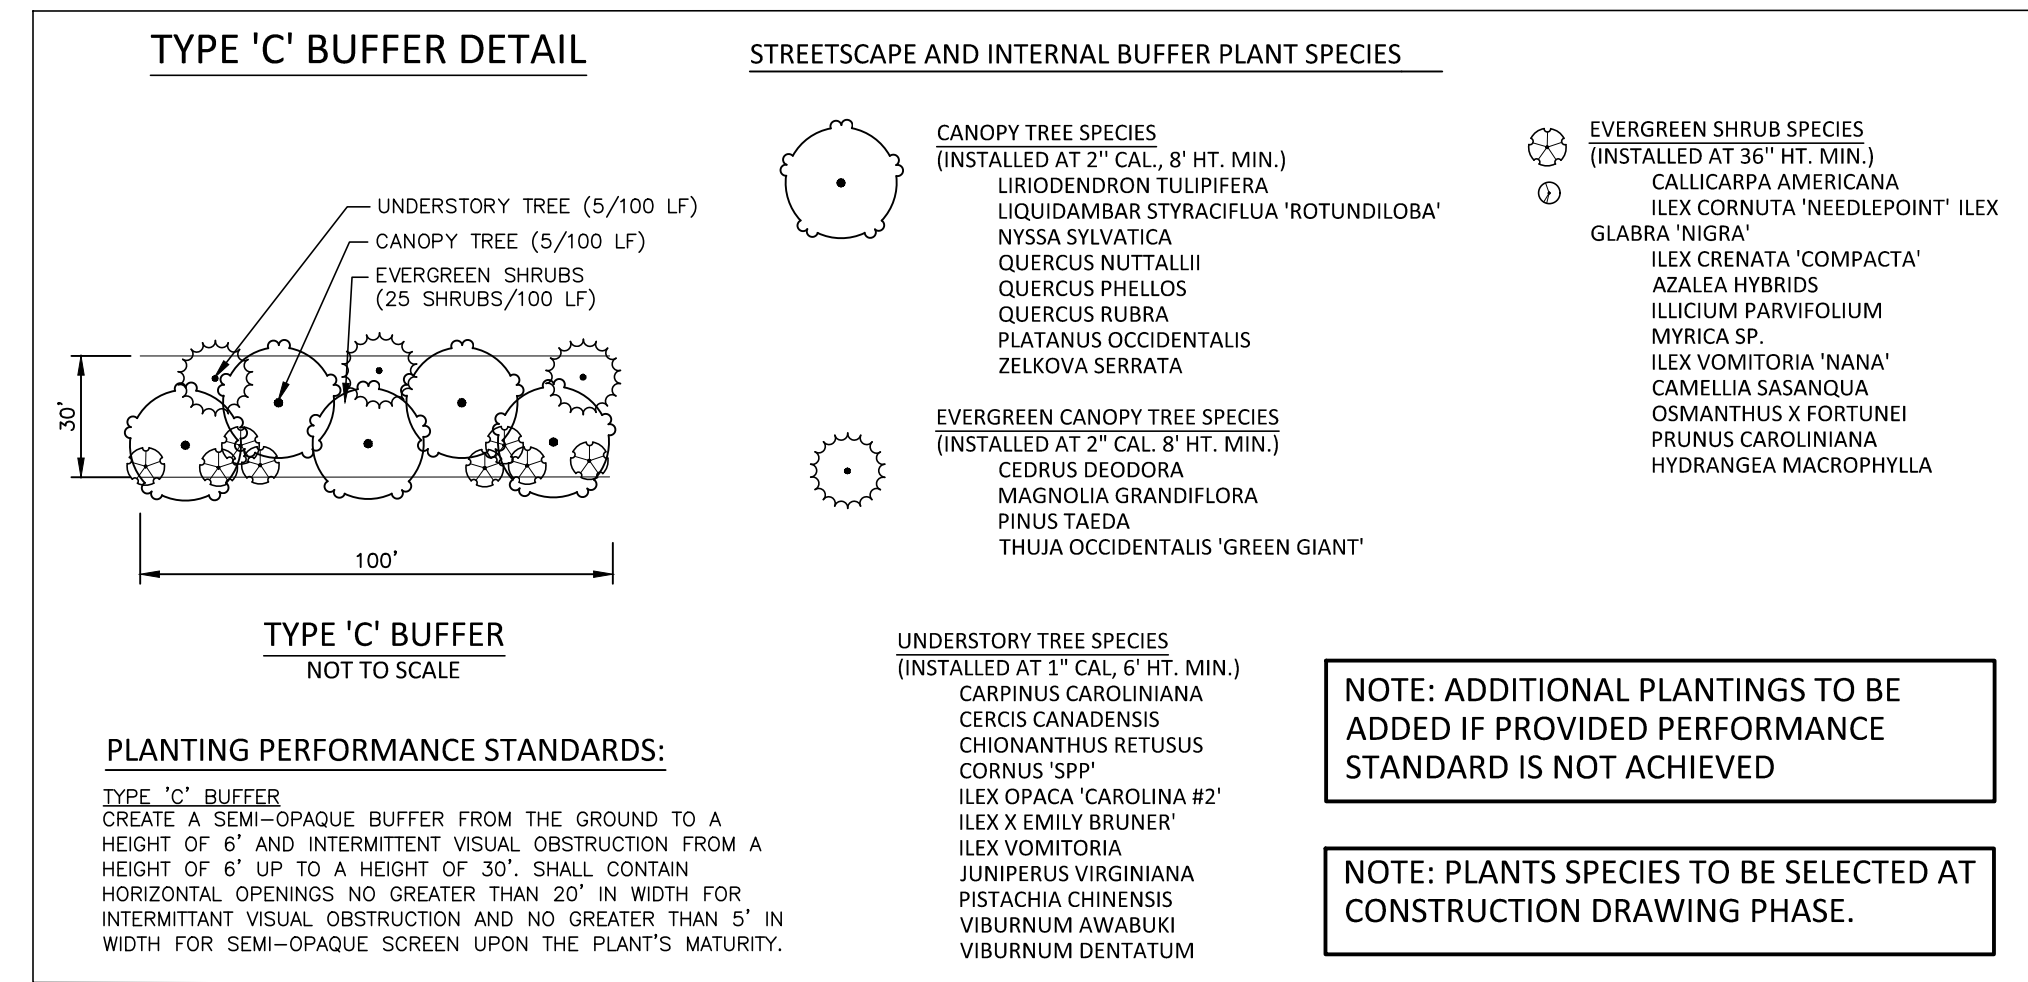 TYPE 'C' BUFFER DETAIL
UNDERSTORY TREE (5/100 LF)
CANOPY TREE (5/100 LF)
EVERGREEN SHRUBS
(25 SHRUBS/100 LF)
30'
100'
TYPE 'C' BUFFER
NOT TO SCALE
PLANTING PERFORMANCE STANDARDS:
TYPE 'C' BUFFER
CREATE A SEMI-OPAQUE BUFFER FROM THE GROUND TO A
HEIGHT OF 6' AND INTERMITTENT VISUAL OBSTRUCTION FROM A
HEIGHT OF 6' UP TO A HEIGHT OF 30'. SHALL CONTAIN
HORIZONTAL OPENINGS NO GREATER THAN 20' IN WIDTH FOR
INTERMITTANT VISUAL OBSTRUCTION AND NO GREATER THAN 5' IN
WIDTH FOR SEMI-OPAQUE SCREEN UPON THE PLANT'S MATURITY.
STREETSCAPE AND INTERNAL BUFFER PLANT SPECIES
CANOPY TREE SPECIES
(INSTALLED AT 2" CAL., 8' HT. MIN.)
LIRIODENDRON TULIPIFERA
LIQUIDAMBAR STYRACIFLUA 'ROTUNDILOBA'
NYSSA SYLVATICA
QUERCUS NUTTALLII
QUERCUS PHELLOS
QUERCUS RUBRA
PLATANUS OCCIDENTALIS
ZELKOVA SERRATA
EVERGREEN CANOPY TREE SPECIES
(INSTALLED AT 2" CAL. 8' HT. MIN.)
CEDRUS DEODORA
MAGNOLIA GRANDIFLORA
PINUS TAEDA
THUJA OCCIDENTALIS 'GREEN GIANT'
UNDERSTORY TREE SPECIES
(INSTALLED AT 1" CAL, 6' HT. MIN.)
CARPINUS CAROLINIANA
CERCIS CANADENSIS
CHIONANTHUS RETUSUS
CORNUS 'SPP'
ILEX OPACA 'CAROLINA #2'
ILEX X EMILY BRUNER'
ILEX VOMITORIA
JUNIPERUS VIRGINIANA
PISTACHIA CHINENSIS
VIBURNUM AWABUKI
VIBURNUM DENTATUM
EVERGREEN SHRUB SPECIES
(INSTALLED AT 36" HT. MIN.)
CALLICARPA AMERICANA
ILEX CORNUTA 'NEEDLEPOINT' ILEX
GLABRA 'NIGRA'
ILEX CRENATA 'COMPACTA'
AZALEA HYBRIDS
ILLICIUM PARVIFOLIUM
MYRICA SP.
ILEX VOMITORIA 'NANA'
CAMELLIA SASANQUA
OSMANTHUS X FORTUNEI
PRUNUS CAROLINIANA
HYDRANGEA MACROPHYLLA
NOTE: ADDITIONAL PLANTINGS TO BE
ADDED IF PROVIDED PERFORMANCE
STANDARD IS NOT ACHIEVED
NOTE: PLANTS SPECIES TO BE SELECTED AT
CONSTRUCTION DRAWING PHASE.